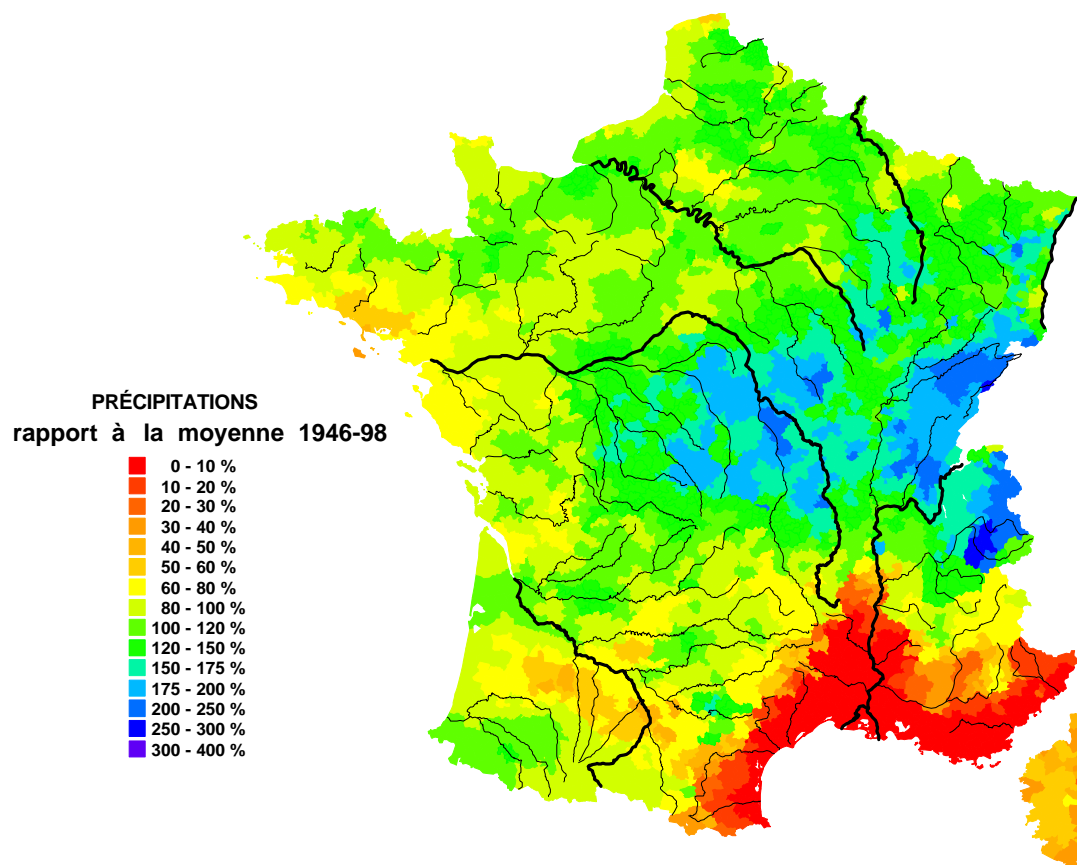 PRÉCIPITATIONS
rapport à la moyenne 1946-98
0 - 10 %
10 - 20 %
20 - 30 %
30 - 40 %
40 - 50 %
50 - 60 %
60 - 80 %
80 - 100 %
100 - 120 %
120 - 150 %
150 - 175 %
175 - 200 %
200 - 250 %
250 - 300 %
300 - 400 %